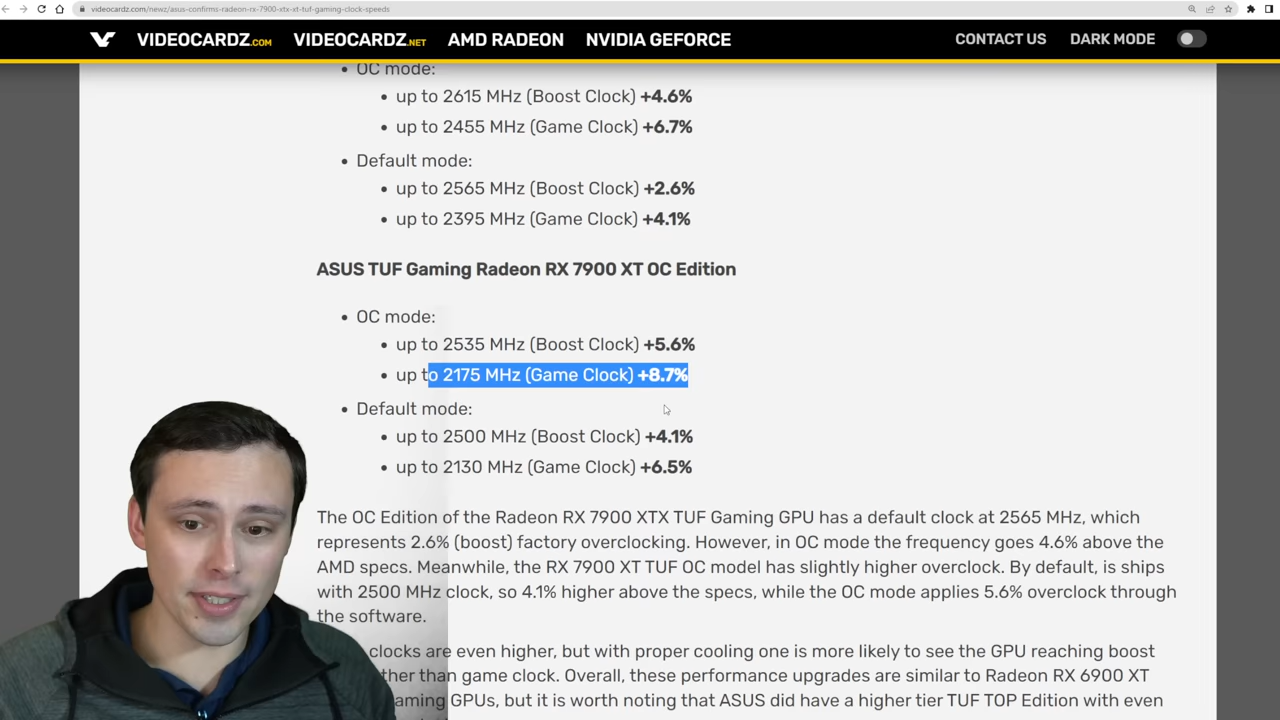 videocardz.com/newz/asus-confirms-radeon-rx-7900-xtx-xt-tuf-gaming-clock-speeds
VIDEOCARDZ.COM VIDEOCARDZ.NET AMD RADEON NVIDIA GEFORCE CONTACT US DARK MODE
• OC mode:
• up to 2615 MHz (Boost Clock) +4.6%
• up to 2455 MHz (Game Clock) +6.7%
• Default mode:
• up to 2565 MHz (Boost Clock) +2.6%
• up to 2395 MHz (Game Clock) +4.1%
ASUS TUF Gaming Radeon RX 7900 XT OC Edition
• OC mode:
• up to 2535 MHz (Boost Clock) +5.6%
• up to 2175 MHz (Game Clock) +8.7%
• Default mode:
• up to 2500 MHz (Boost Clock) +4.1%
• up to 2130 MHz (Game Clock) +6.5%
The OC Edition of the Radeon RX 7900 XTX TUF Gaming GPU has a default clock at 2565 MHz, which
represents 2.6% (boost) factory overclocking. However, in OC mode the frequency goes 4.6% above the
AMD specs. Meanwhile, the RX 7900 XT TUF OC model has slightly higher overclock. By default, is ships
with 2500 MHz clock, so 4.1% higher above the specs, while the OC mode applies 5.6% overclock through
the software.
clocks are even higher, but with proper cooling one is more likely to see the GPU reaching boost
than game clock. Overall, these performance upgrades are similar to Radeon RX 6900 XT
GPUs, but it is worth noting that ASUS did have a higher tier TUF TOP Edition with even